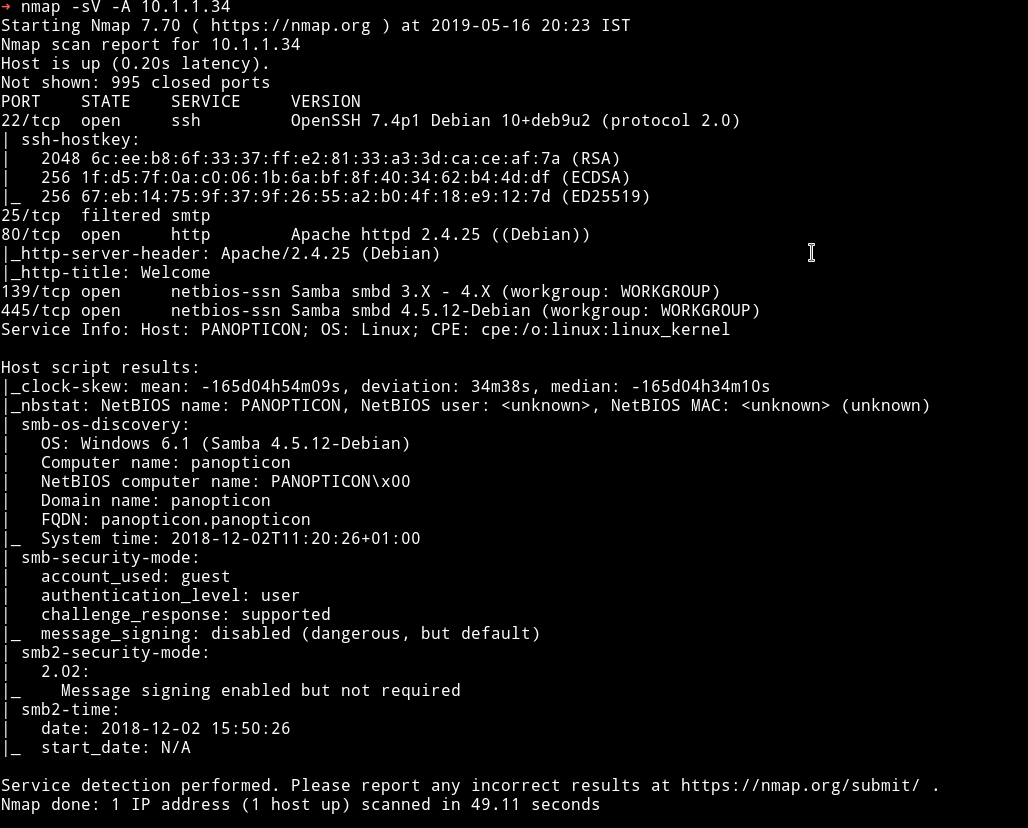 ➜ nmap -sV -A 10.1.1.34
Starting Nmap 7.70 ( https://nmap.org ) at 2019-05-16 20:23 IST
Nmap scan report for 10.1.1.34
Host is up (0.20s latency).
Not shown: 995 closed ports
PORT    STATE    SERVICE     VERSION
22/tcp  open     ssh         OpenSSH 7.4p1 Debian 10+deb9u2 (protocol 2.0)
| ssh-hostkey:
|   2048 6c:ee:b8:6f:33:37:ff:e2:81:33:a3:3d:ca:ce:af:7a (RSA)
|   256 1f:d5:7f:0a:c0:06:1b:6a:bf:8f:40:34:62:b4:4d:df (ECDSA)
|_  256 67:eb:14:75:9f:37:9f:26:55:a2:b0:4f:18:e9:12:7d (ED25519)
25/tcp  filtered smtp
80/tcp  open     http        Apache httpd 2.4.25 ((Debian))
|_http-server-header: Apache/2.4.25 (Debian)
|_http-title: Welcome
139/tcp open     netbios-ssn Samba smbd 3.X - 4.X (workgroup: WORKGROUP)
445/tcp open     netbios-ssn Samba smbd 4.5.12-Debian (workgroup: WORKGROUP)
Service Info: Host: PANOPTICON; OS: Linux; CPE: cpe:/o:linux:linux_kernel

Host script results:
|_clock-skew: mean: -165d04h54m09s, deviation: 34m38s, median: -165d04h34m10s
|_nbstat: NetBIOS name: PANOPTICON, NetBIOS user: <unknown>, NetBIOS MAC: <unknown> (unknown)
| smb-os-discovery:
|   OS: Windows 6.1 (Samba 4.5.12-Debian)
|   Computer name: panopticon
|   NetBIOS computer name: PANOPTICON\x00
|   Domain name: panopticon
|   FQDN: panopticon.panopticon
|_  System time: 2018-12-02T11:20:26+01:00
| smb-security-mode:
|   account_used: guest
|   authentication_level: user
|   challenge_response: supported
|_  message_signing: disabled (dangerous, but default)
| smb2-security-mode:
|   2.02:
|_    Message signing enabled but not required
| smb2-time:
|   date: 2018-12-02 15:50:26
|_  start_date: N/A

Service detection performed. Please report any incorrect results at https://nmap.org/submit/ .
Nmap done: 1 IP address (1 host up) scanned in 49.11 seconds